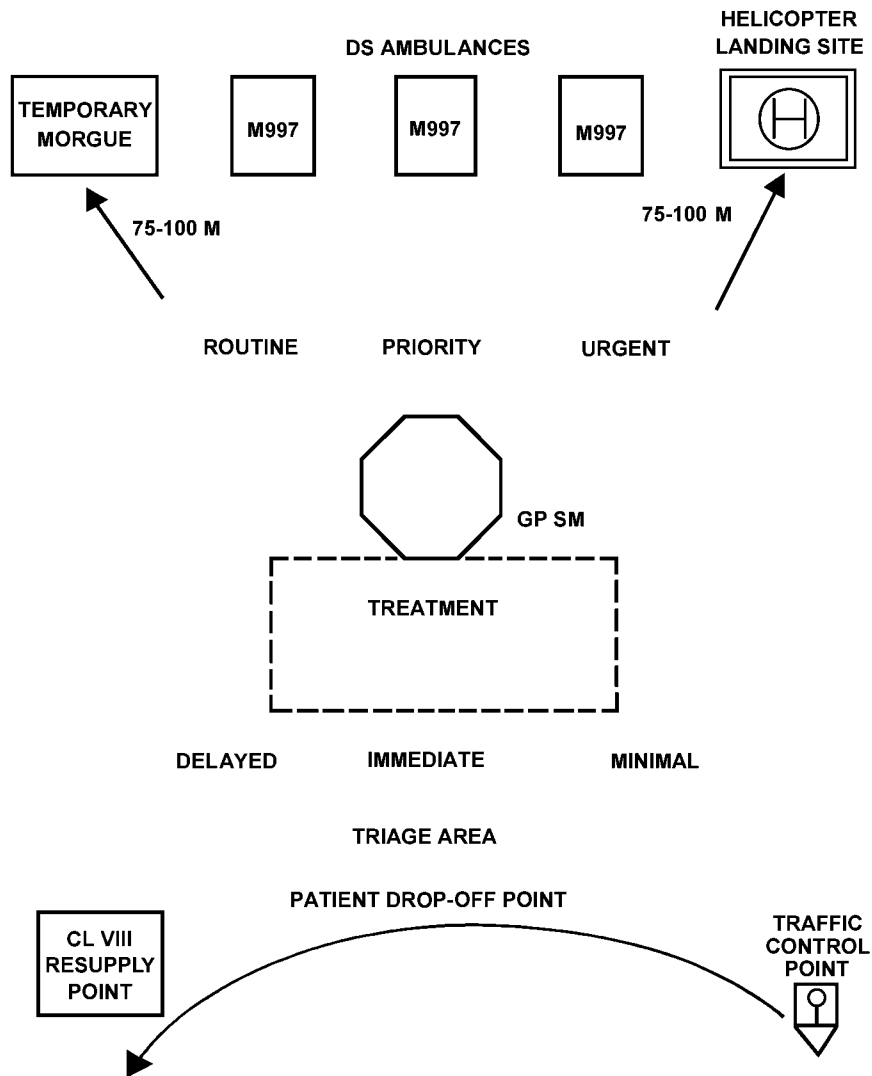 HELICOPTER
LANDING SITE
DS AMBULANCES
TEMPORARY
MORGUE
M997
M997
M997
H
75-100 M
75-100 M
ROUTINE
PRIORITY
URGENT
GP SM
TREATMENT
DELAYED
IMMEDIATE
MINIMAL
TRIAGE AREA
PATIENT DROP-OFF POINT
CL VIII
RESUPPLY
POINT
TRAFFIC
CONTROL
POINT